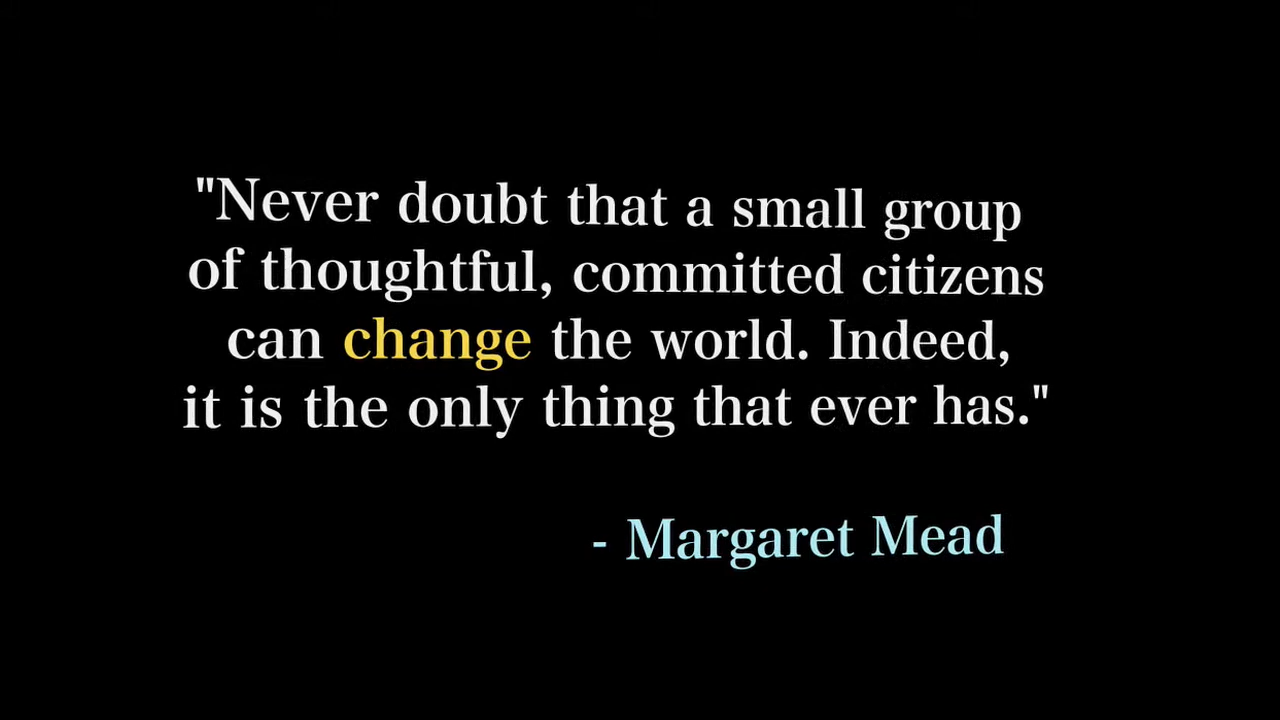 "Never doubt that a small group
of thoughtful, committed citizens
can change the world. Indeed,
it is the only thing that ever has."
- Margaret Mead